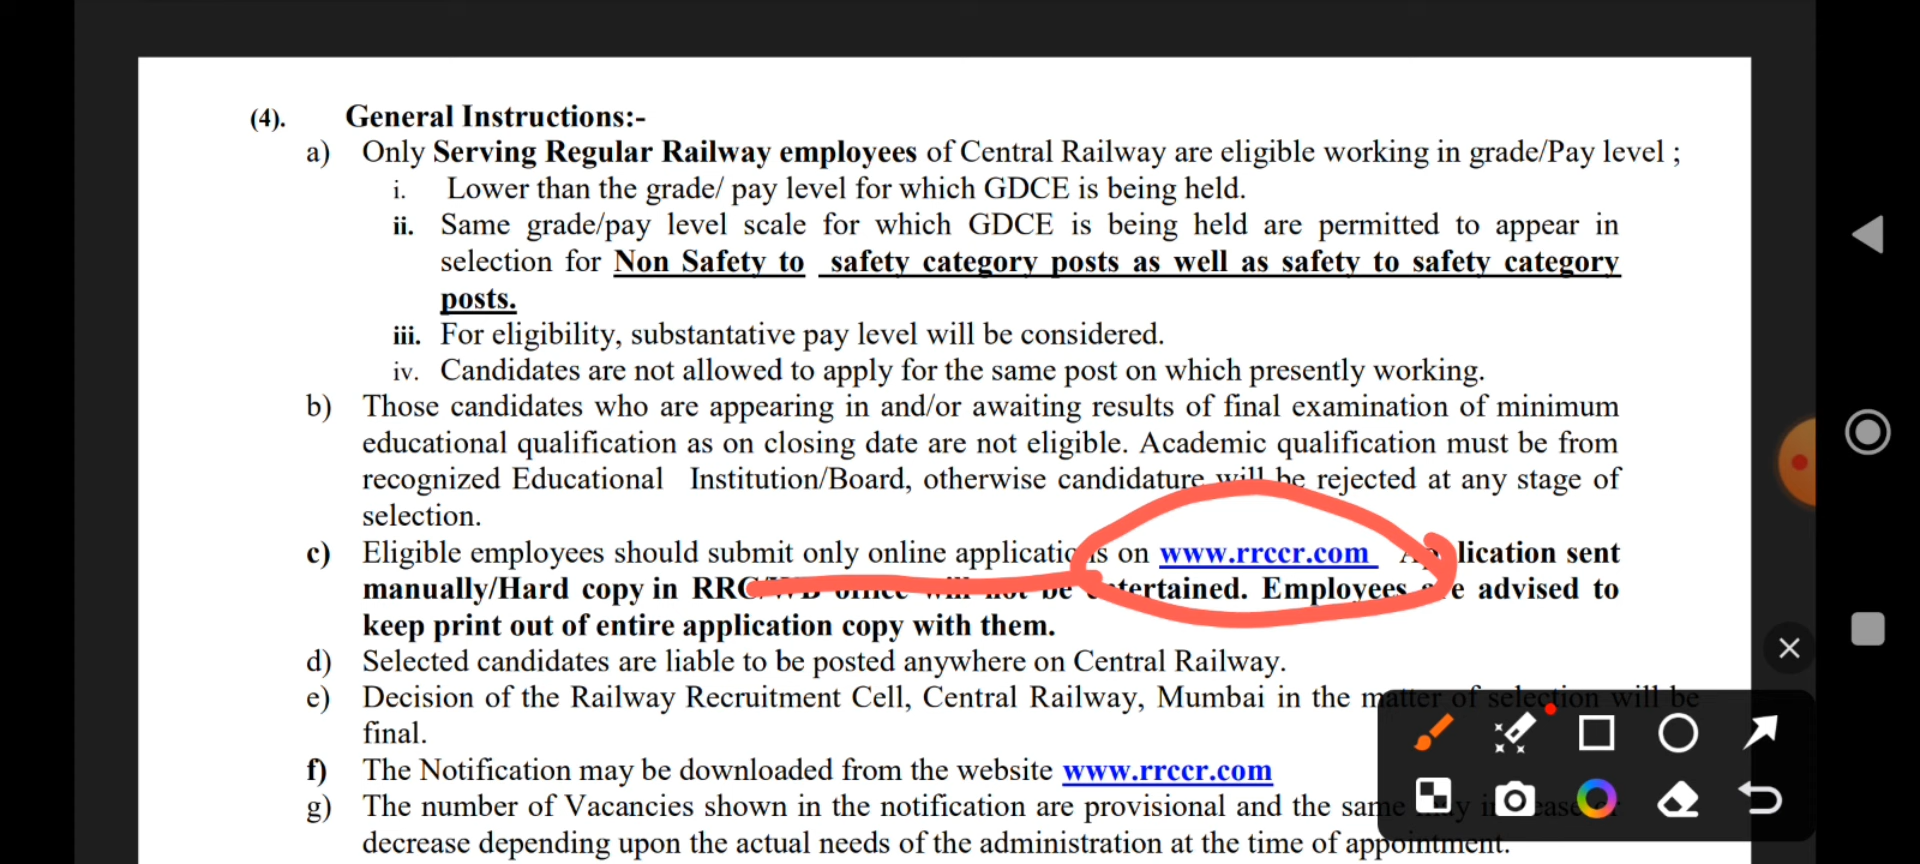 (4). General Instructions:-
a) Only Serving Regular Railway employees of Central Railway are eligible working in grade/Pay level ;
i. Lower than the grade/ pay level for which GDCE is being held.
ii. Same grade/pay level scale for which GDCE is being held are permitted to appear in
selection for Non Safety to safety category posts as well as safety to safety category
posts.
iii. For eligibility, substantative pay level will be considered.
iv. Candidates are not allowed to apply for the same post on which presently working.
b) Those candidates who are appearing in and/or awaiting results of final examination of minimum
educational qualification as on closing date are not eligible. Academic qualification must be from
recognized Educational Institution/Board, otherwise candidature will be rejected at any stage of
selection.
c) Eligible employees should submit only online applications on www.rrccr.com Application sent
manually/Hard copy in RRC/WB office will not be entertained. Employees are advised to
keep print out of entire application copy with them.
d) Selected candidates are liable to be posted anywhere on Central Railway.
e) Decision of the Railway Recruitment Cell, Central Railway, Mumbai in the matter of selection will be
final.
f) The Notification may be downloaded from the website www.rrccr.com
g) The number of Vacancies shown in the notification are provisional and the same may increase or
decrease depending upon the actual needs of the administration at the time of appointment.